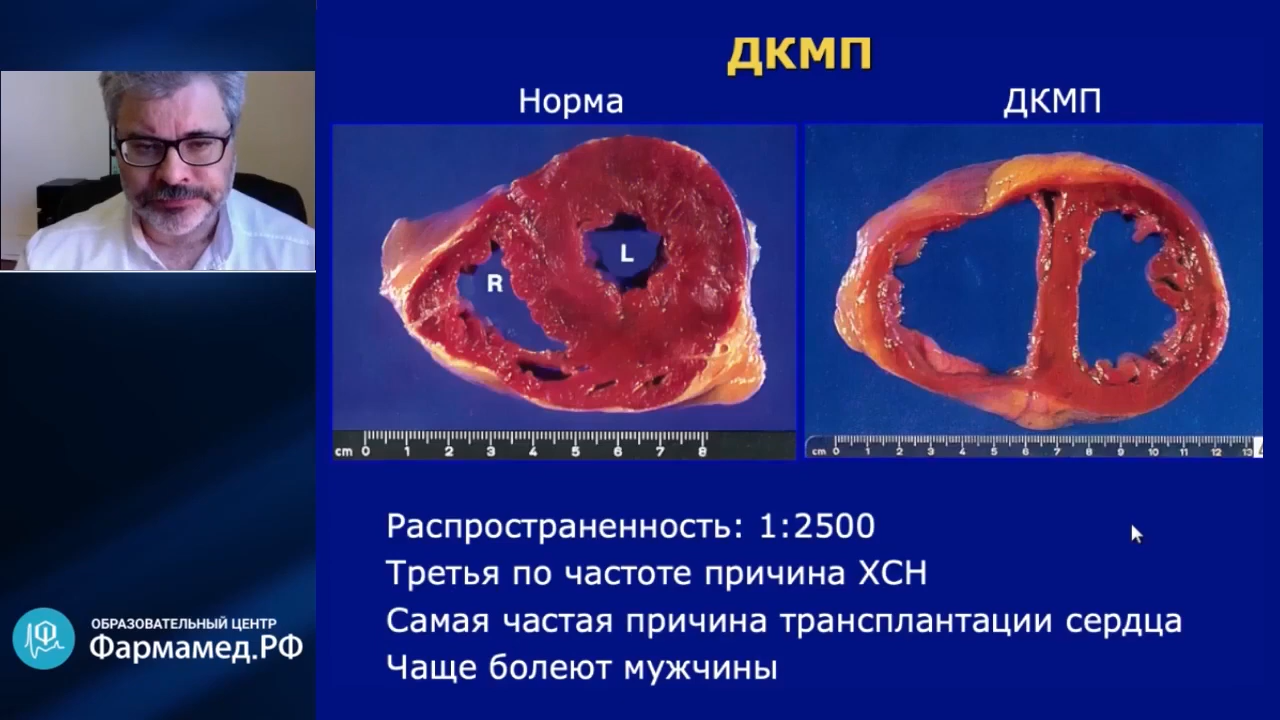 ДКМП
Норма
ДКМП
R
L
cm 0 1 2 3 4 5 6 7 8
cm 0 1 2 3 4 5 6 7 8 9 10 11 12 13
Распространенность: 1:2500
Третья по частоте причина ХСН
Самая частая причина трансплантации сердца
Чаще болеют мужчины
ОБРАЗОВАТЕЛЬНЫЙ ЦЕНТР
Фармамед.РФ